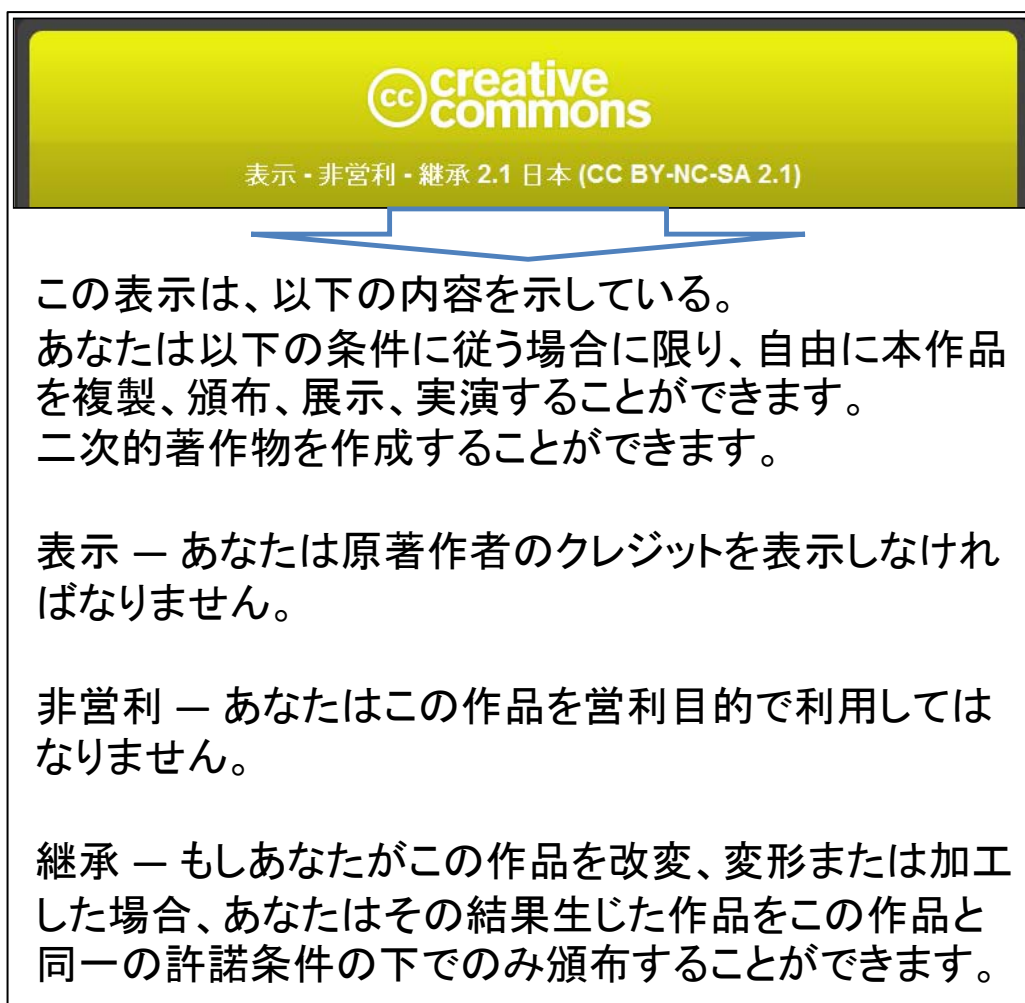 cc creative
commons
表示 - 非営利 - 継承 2.1 日本 (CC BY-NC-SA 2.1)
この表示は、以下の内容を示している。
あなたは以下の条件に従う場合に限り、自由に本作品
を複製、頒布、展示、実演することができます。
二次的著作物を作成することができます。
表示 — あなたは原著作者のクレジットを表示しなけれ
ばなりません。
非営利 — あなたはこの作品を営利目的で利用しては
なりません。
継承 — もしあなたがこの作品を改変、変形または加工
した場合、あなたはその結果生じた作品をこの作品と
同一の許諾条件の下でのみ頒布することができます。